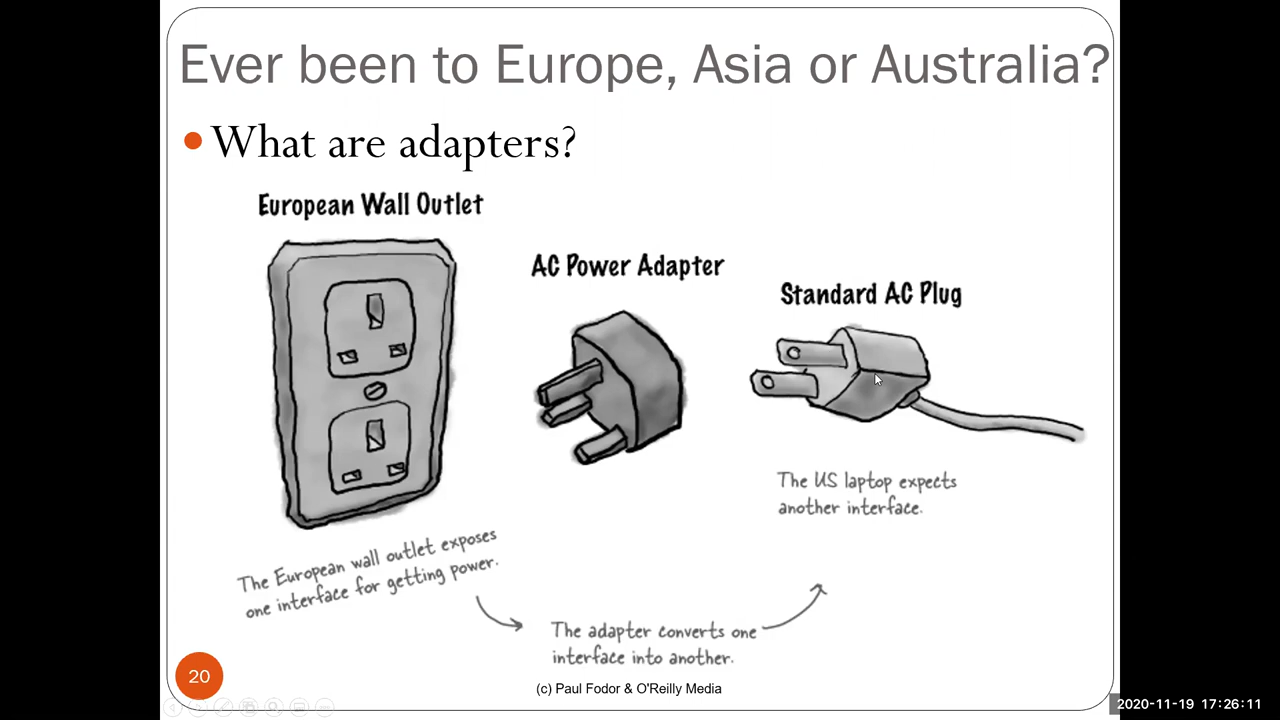 Ever been to Europe, Asia or Australia?
What are adapters?
European Wall Outlet
AC Power Adapter
Standard AC Plug
The US laptop expects
another interface.
The European wall outlet exposes
one interface for getting power.
The adapter converts one
interface into another.
20
(c) Paul Fodor & O'Reilly Media
2020-11-19 17:26:11